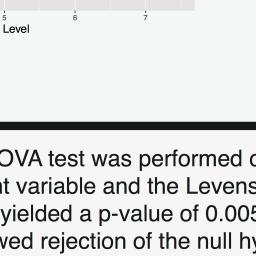 5 6 7
Level
OVA test was performed
nt variable and the Levens
yielded a p-value of 0.005
wed rejection of the null hy